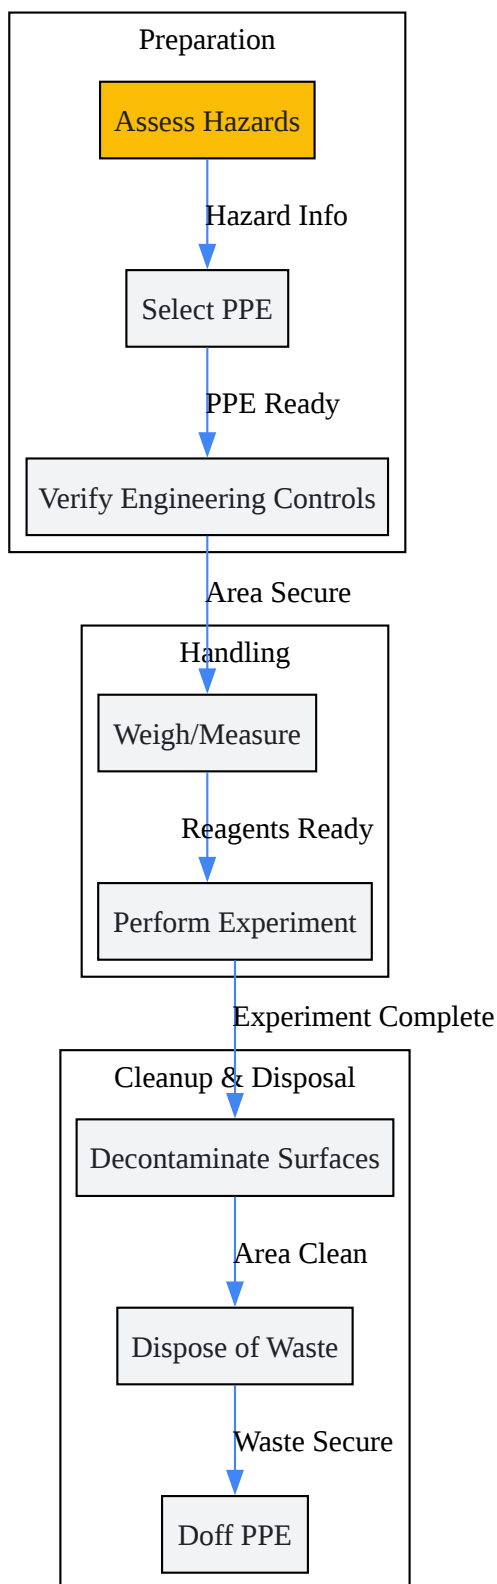 Preparation
Assess Hazards
Hazard Info
Select PPE
PPE Ready
Verify Engineering Controls
Area Secure
Handling
Weigh/Measure
Reagents Ready
Perform Experiment
Experiment Complete
Cleanup & Disposal
Decontaminate Surfaces
Area Clean
Dispose of Waste
Waste Secure
Doff PPE